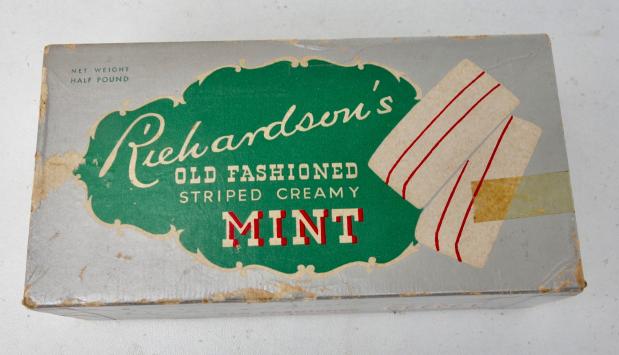 NET WEIGHT
HALF POUND
Richardson's
OLD FASHIONED
STRIPED CREAMY
MINT